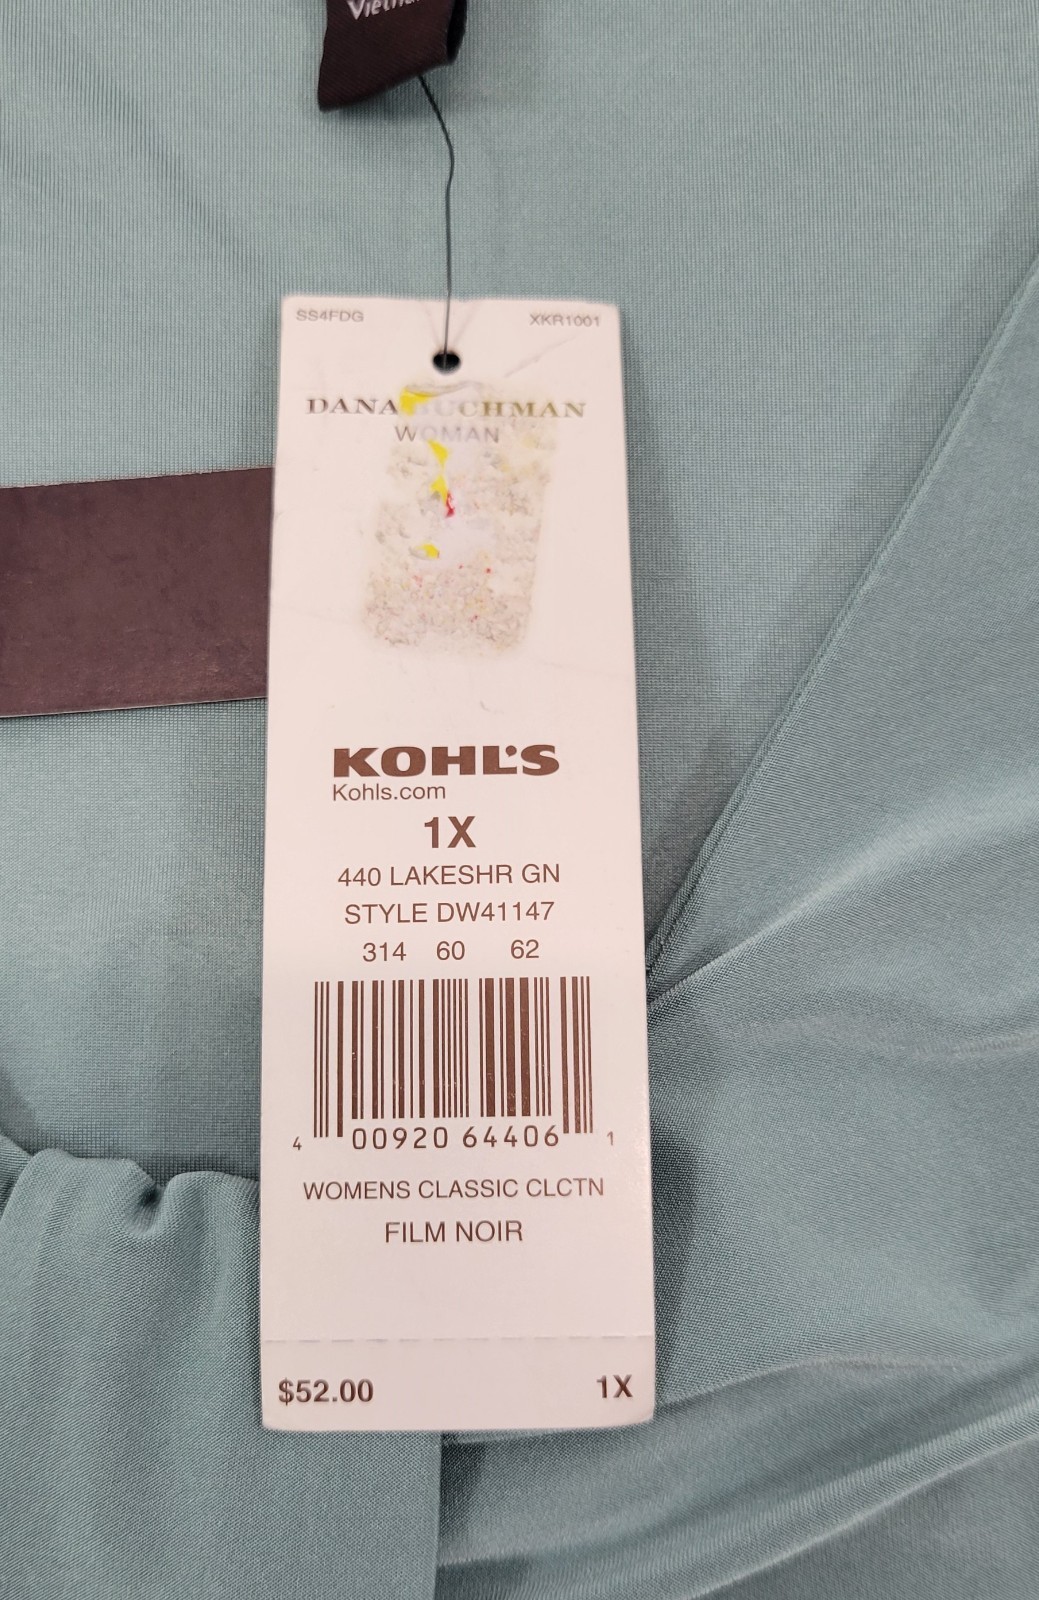 SS4FDG XKR1001
DANA BUCHMAN
WOMAN
KOHL'S
Kohls.com
1X
440 LAKESHR GN
STYLE DW41147
314 60 62
4 00920 64406 1
WOMENS CLASSIC CLCTN
FILM NOIR
$52.00 1X